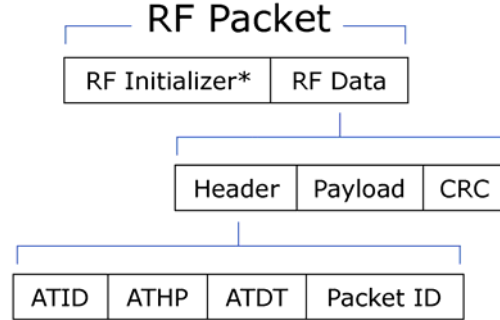 RF Packet
RF Initializer* RF Data
Header Payload CRC
ATID ATHP ATDT Packet ID